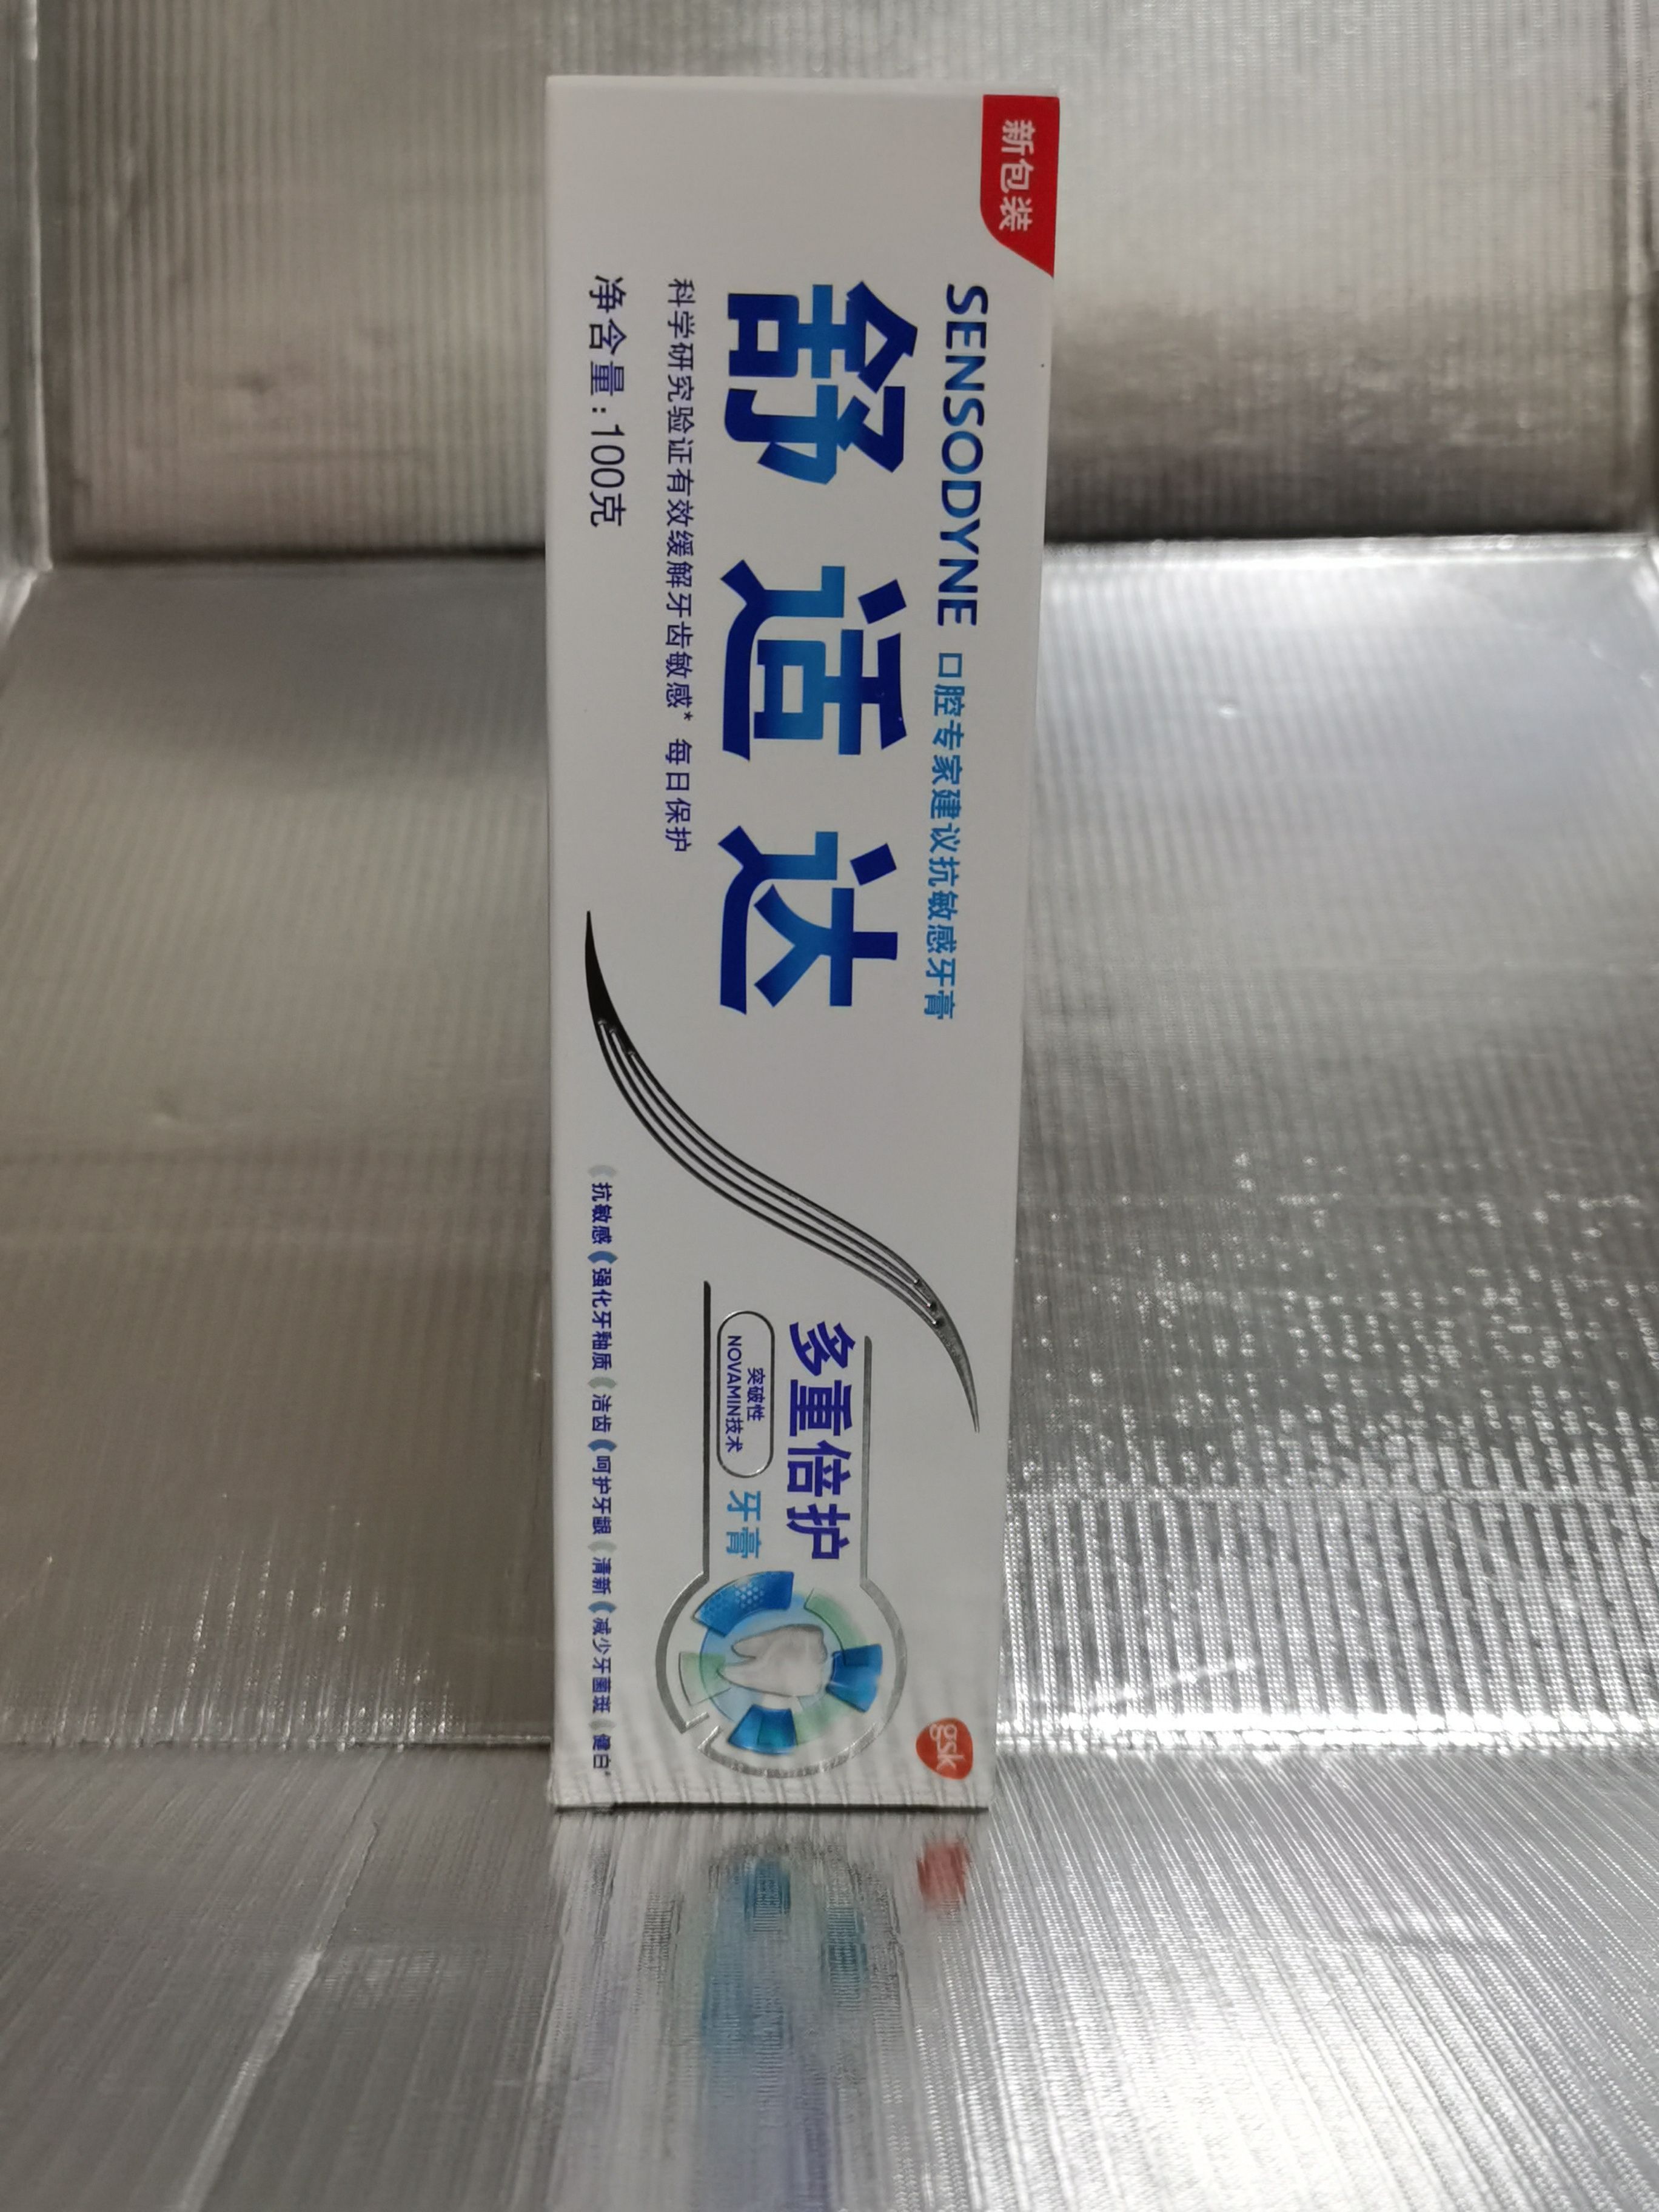 新包装
SENSODYNE 口腔专家建议抗敏感牙膏
舒适达
科学研究验证有效缓解牙齿敏感* 每日保护
净含量:100克
多重倍护
突破性
NOVAMIN技术
牙膏
抗敏感 强化牙釉质 洁齿 呵护牙龈 清新 减少牙菌斑 健白
gsk